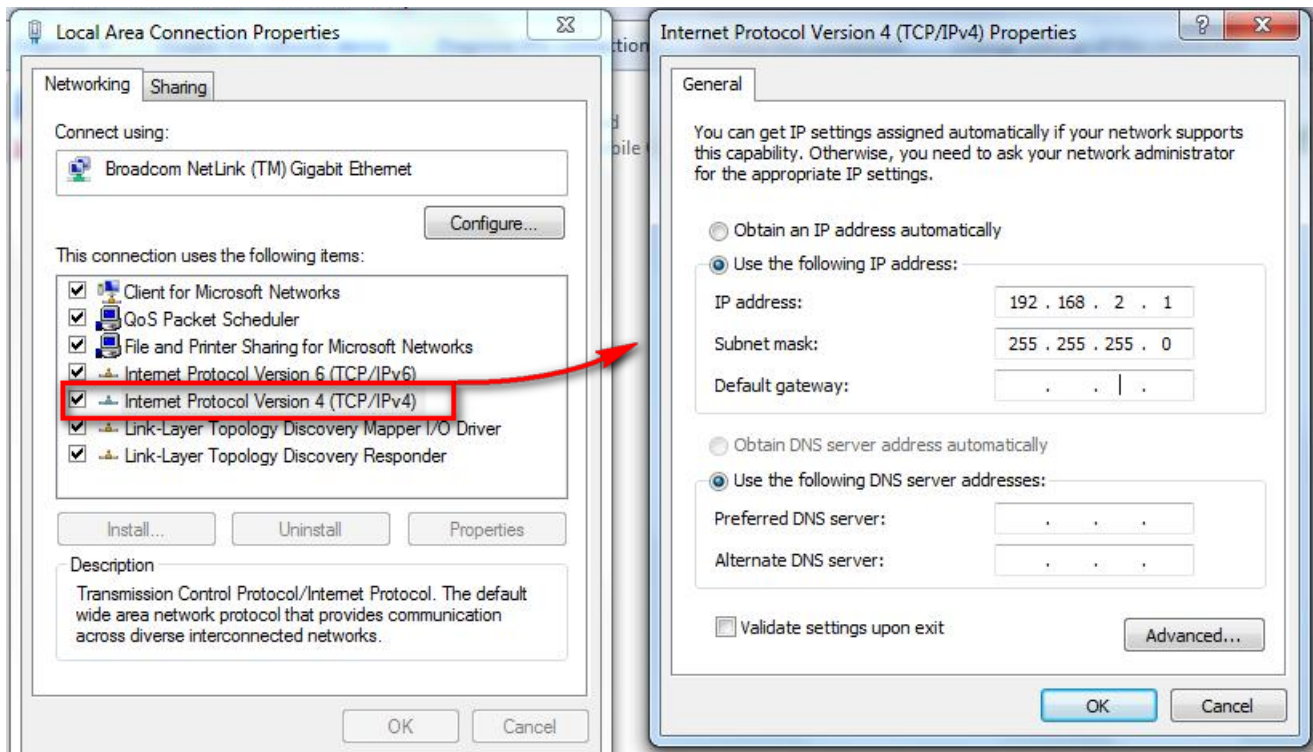 Local Area Connection Properties
Networking
Sharing
Connect using:
Broadcom NetLink (TM) Gigabit Ethernet
Configure...
This connection uses the following items:
Client for Microsoft Networks
QoS Packet Scheduler
File and Printer Sharing for Microsoft Networks
Internet Protocol Version 6 (TCP/IPv6)
Internet Protocol Version 4 (TCP/IPv4)
Link-Layer Topology Discovery Mapper I/O Driver
Link-Layer Topology Discovery Responder
Install...
Uninstall
Properties
Description
Transmission Control Protocol/Internet Protocol. The default
wide area network protocol that provides communication
across diverse interconnected networks.
OK
Cancel
Internet Protocol Version 4 (TCP/IPv4) Properties
General
You can get IP settings assigned automatically if your network supports
this capability. Otherwise, you need to ask your network administrator
for the appropriate IP settings.
Obtain an IP address automatically
Use the following IP address:
IP address: 192 . 168 . 2 . 1
Subnet mask: 255 . 255 . 255 . 0
Default gateway: . . .
Obtain DNS server address automatically
Use the following DNS server addresses:
Preferred DNS server: . . .
Alternate DNS server: . . .
Validate settings upon exit
Advanced...
OK
Cancel